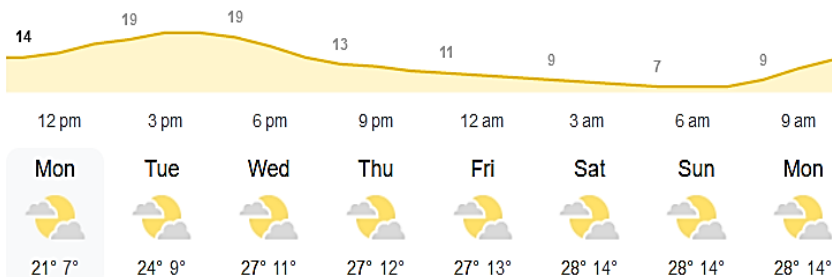 14 19 19 13 11 9 7 9
12 pm 3 pm 6 pm 9 pm 12 am 3 am 6 am 9 am
Mon Tue Wed Thu Fri Sat Sun Mon
21° 7° 24° 9° 27° 11° 27° 12° 27° 13° 28° 14° 28° 14° 28° 14°